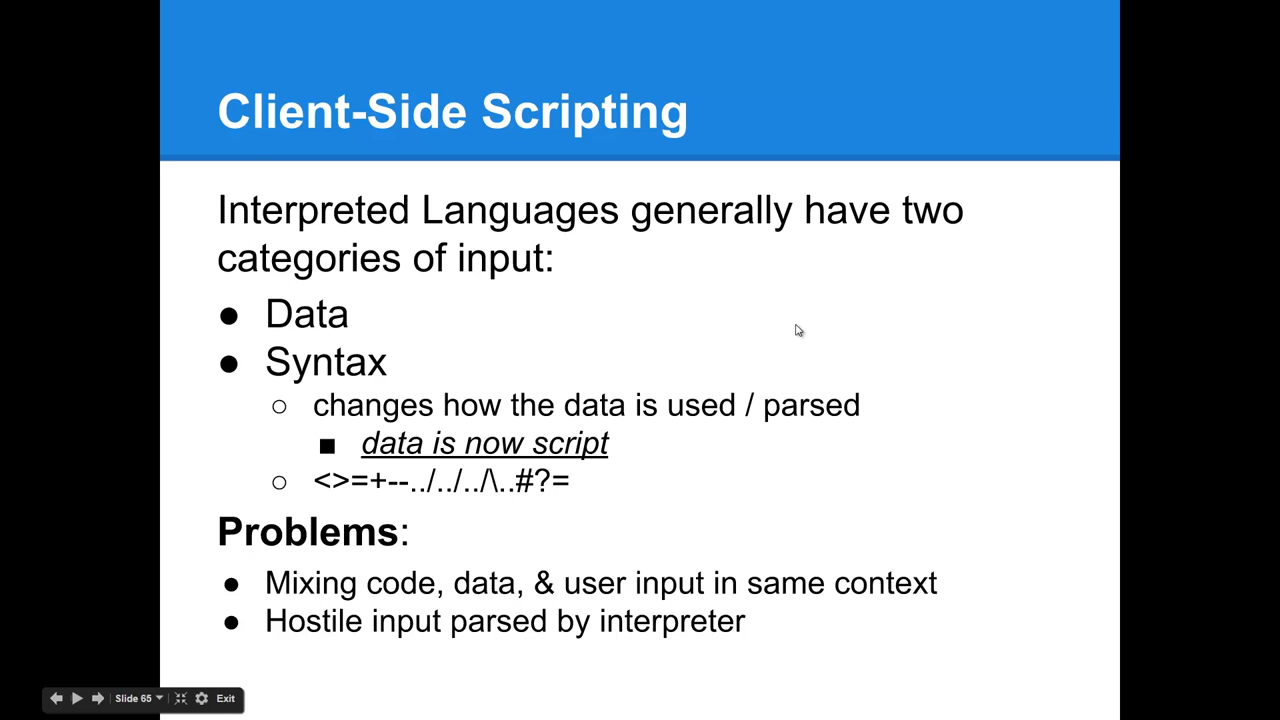 Client-Side Scripting
Interpreted Languages generally have two
categories of input:
● Data
● Syntax
○ changes how the data is used / parsed
■ data is now script
○ <>=+--../../../\..#?=
Problems:
● Mixing code, data, & user input in same context
● Hostile input parsed by interpreter
Slide 65 Exit